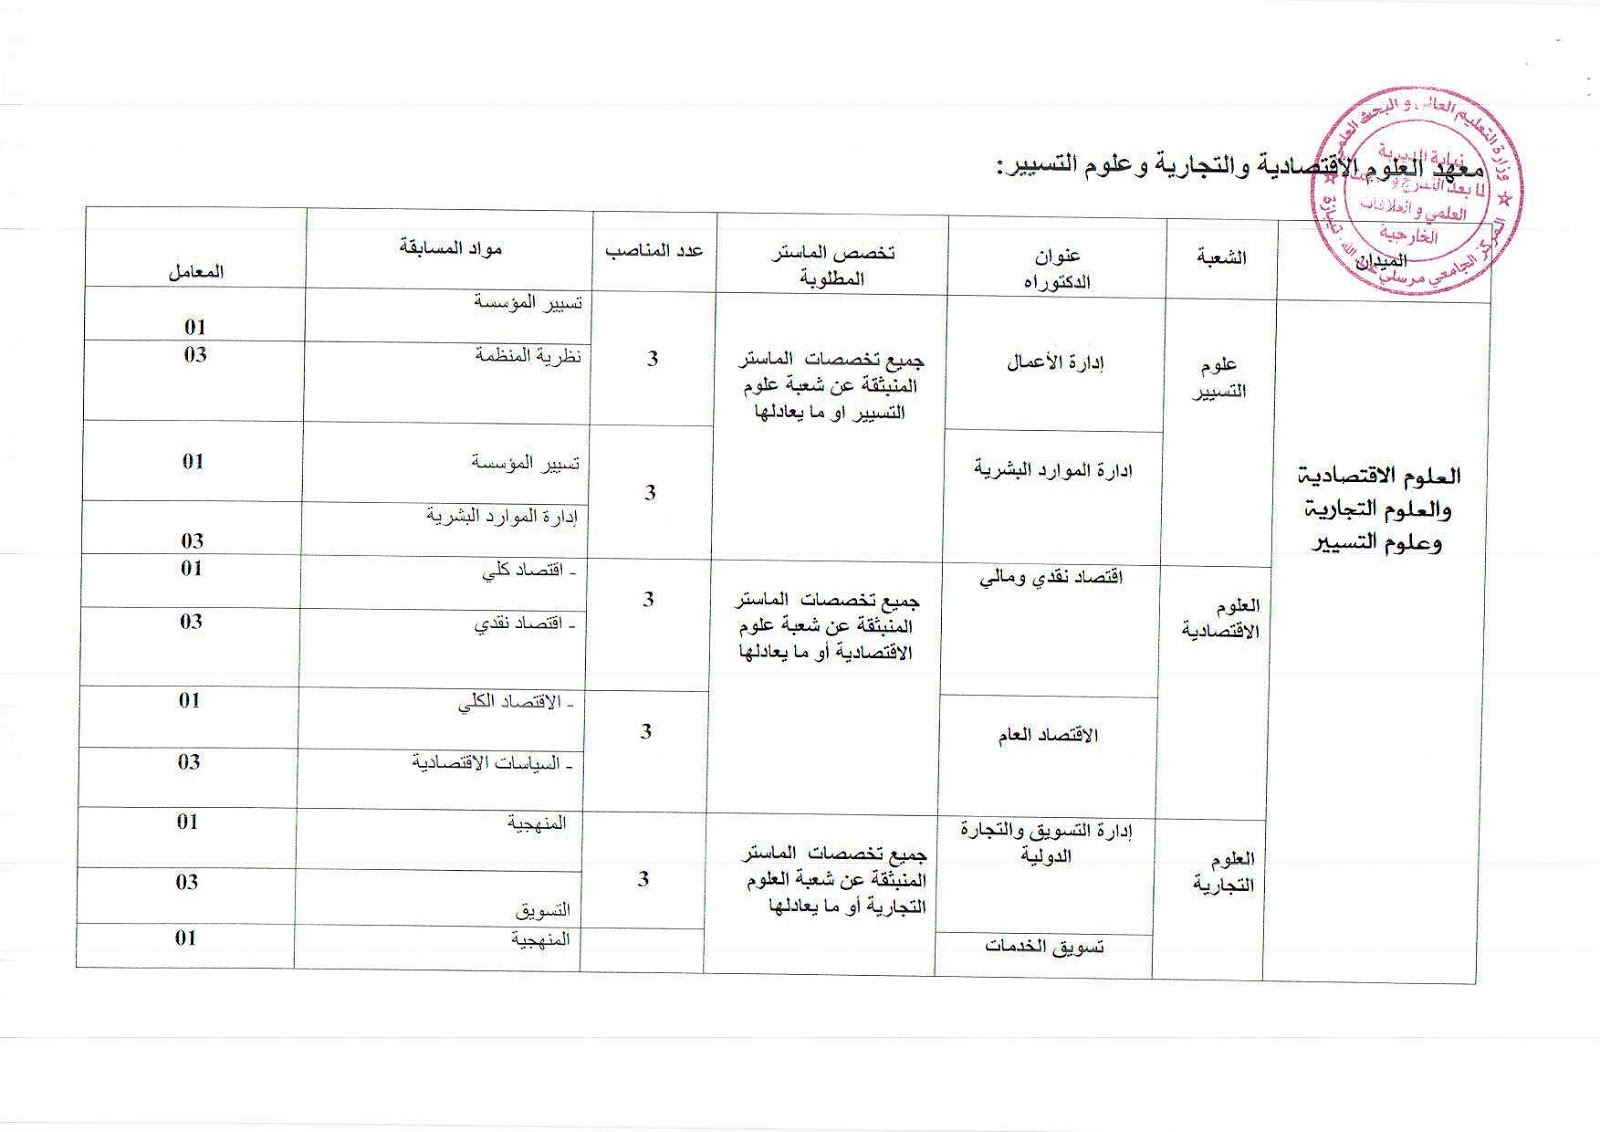 وزارة التعليم العالي و البحث العلمي
المركز الجامعي مرسلي عبد الله . تيبازة
نيابة المديرية
العلمي و العلاقات
الخارجية
معهد العلوم الاقتصادية والتجارية وعلوم التسيير:
الميدان
الشعبة
عنوان
الدكتوراه
تخصص الماستر
المطلوبة
عدد المناصب
مواد المسابقة
المعامل
العلوم الاقتصادية
والعلوم التجارية
وعلوم التسيير
علوم
التسيير
إدارة الأعمال
جميع تخصصات الماستر
المنبثقة عن شعبة علوم
التسيير او ما يعادلها
3
تسيير المؤسسة
01
نظرية المنظمة
03
ادارة الموارد البشرية
3
تسيير المؤسسة
01
إدارة الموارد البشرية
03
العلوم
الاقتصادية
اقتصاد نقدي ومالي
جميع تخصصات الماستر
المنبثقة عن شعبة علوم
الاقتصادية أو ما يعادلها
3
- اقتصاد كلي
01
- اقتصاد نقدي
03
الاقتصاد العام
3
- الاقتصاد الكلي
01
- السياسات الاقتصادية
03
العلوم
التجارية
إدارة التسويق والتجارة
الدولية
جميع تخصصات الماستر
المنبثقة عن شعبة العلوم
التجارية أو ما يعادلها
3
المنهجية
01
التسويق
03
تسويق الخدمات
المنهجية
01